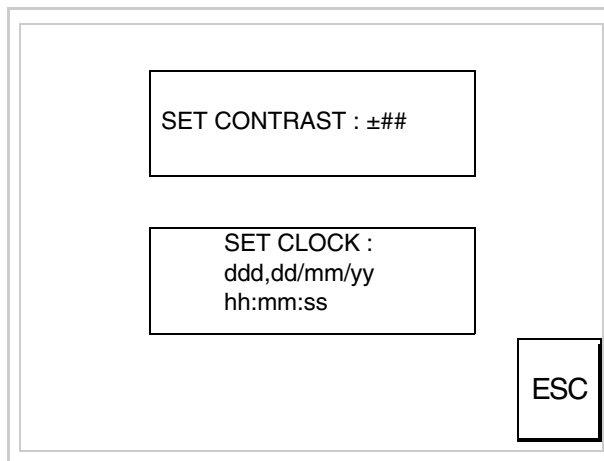 SET CONTRAST : ±##
SET CLOCK :
ddd,dd/mm/yy
hh:mm:ss
ESC